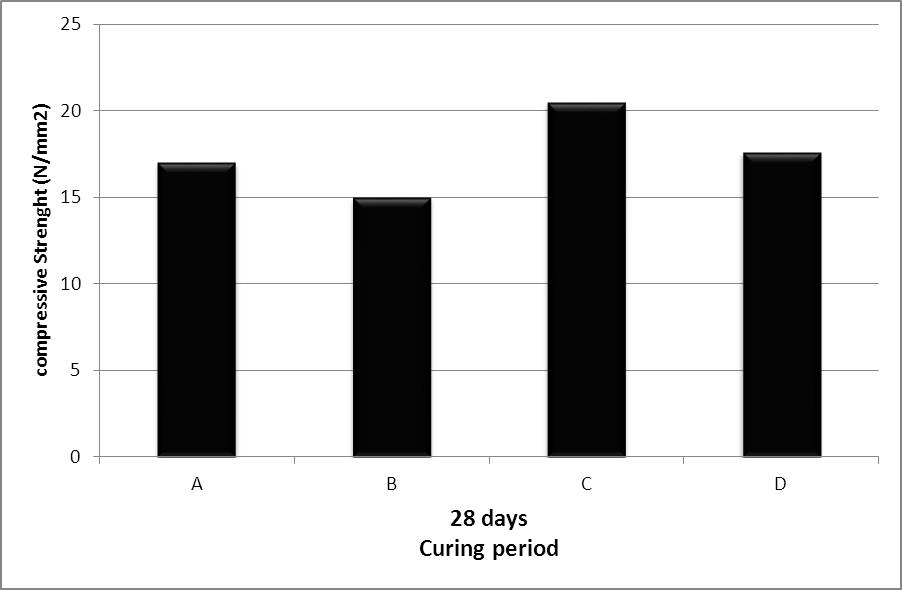 25
20
15
10
5
0
compressive Strenght (N/mm2)
A B C D
28 days
Curing period